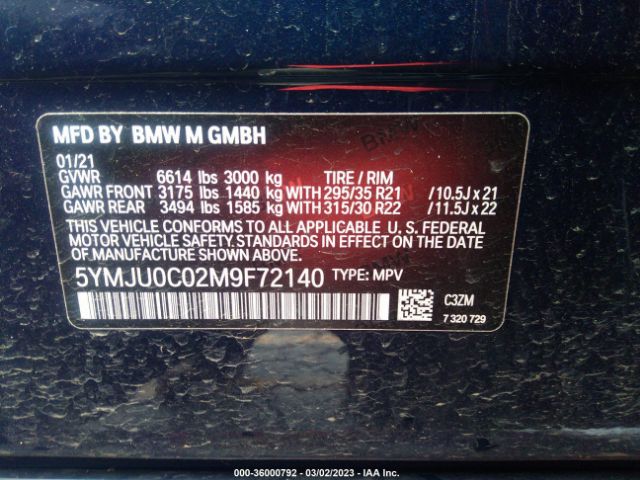 MFD BY BMW M GMBH
01/21
GVWR 6614 lbs 3000 kg TIRE / RIM
GAWR FRONT 3175 lbs 1440 kg WITH 295/35 R21 /10.5J x 21
GAWR REAR 3494 lbs 1585 kg WITH 315/30 R22 /11.5J x 22
THIS VEHICLE CONFORMS TO ALL APPLICABLE U. S. FEDERAL
MOTOR VEHICLE SAFETY STANDARDS IN EFFECT ON THE DATE
OF MANUFACTURE SHOWN ABOVE.
5YMJU0C02M9F72140 TYPE: MPV
C3ZM
7 320 729
000-36000792 - 03/02/2023 - IAA Inc.